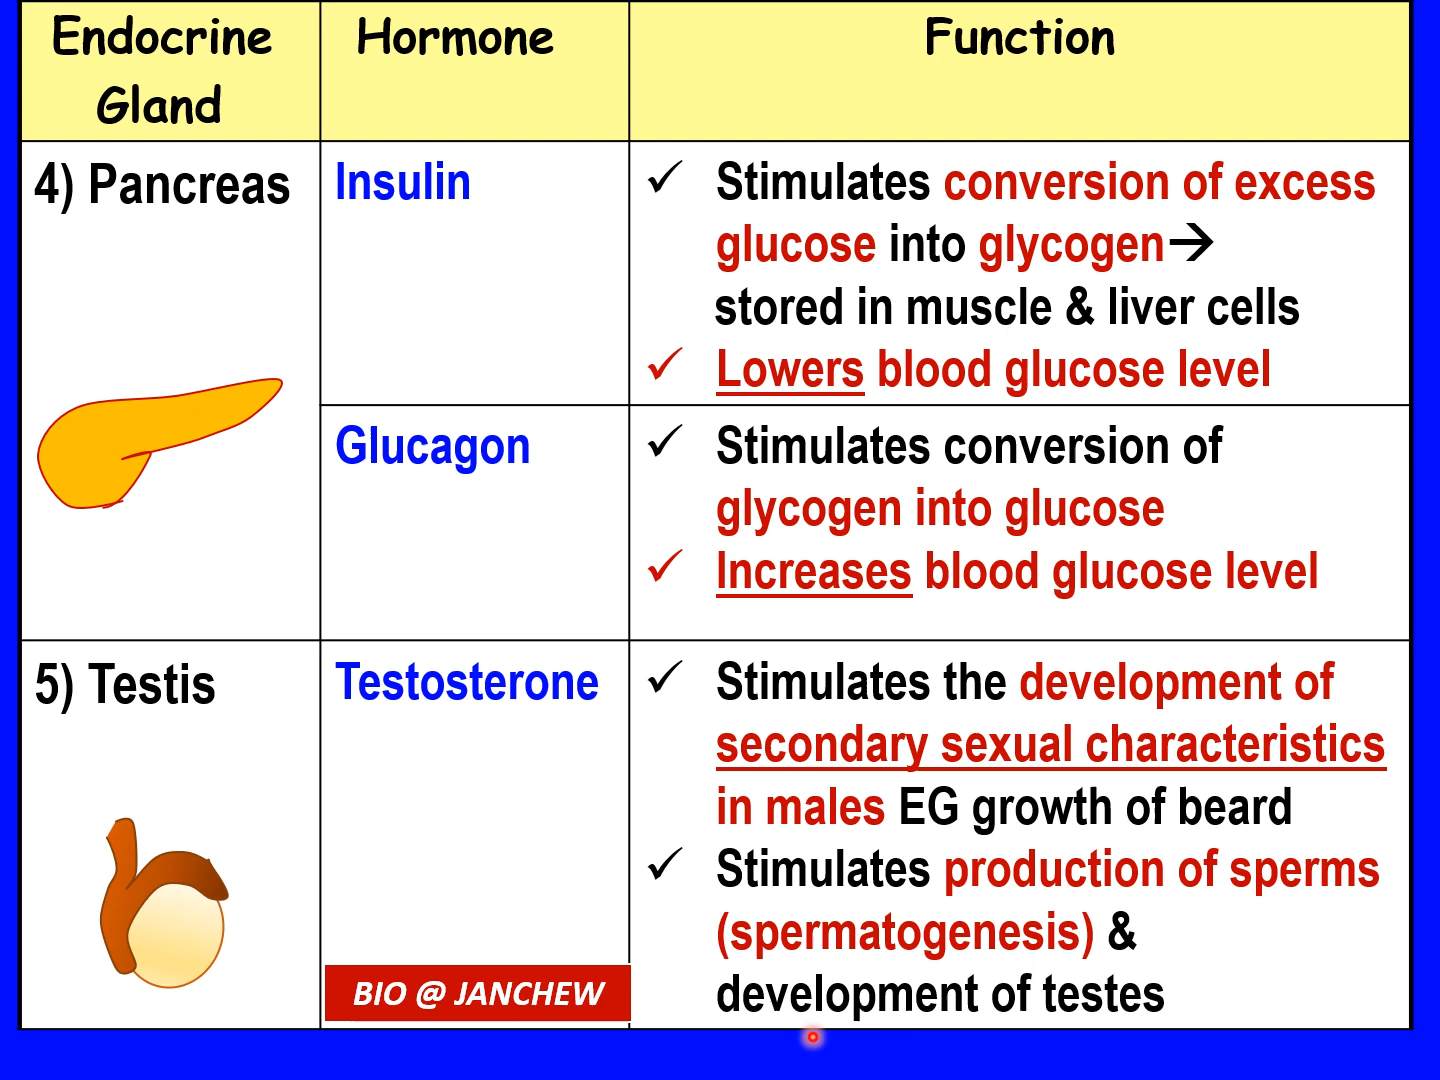 Endocrine Gland
Hormone
Function
4) Pancreas
Insulin
✓ Stimulates conversion of excess
glucose into glycogen→
stored in muscle & liver cells
✓ Lowers blood glucose level
Glucagon
✓ Stimulates conversion of
glycogen into glucose
✓ Increases blood glucose level
5) Testis
Testosterone
✓ Stimulates the development of
secondary sexual characteristics
in males EG growth of beard
✓ Stimulates production of sperms
(spermatogenesis) &
development of testes
BIO @ JANCHEW